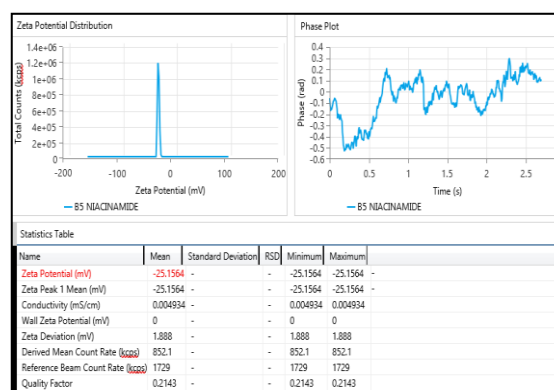 Zeta Potential Distribution
Total Counts (kcps)
1.4e+06
1.2e+06
1e+06
8e+05
6e+05
4e+05
2e+05
0
-200 -100 0 100 200
Zeta Potential (mV)
B5 NIACINAMIDE
Phase Plot
Phase (rad)
0.4
0.3
0.2
0.1
0
-0.1
-0.2
-0.3
-0.4
-0.5
-0.6
0 0.5 1 1.5 2 2.5
Time (s)
B5 NIACINAMIDE
Statistics Table
Name Mean Standard Deviation RSD Minimum Maximum
Zeta Potential (mV) -25.1564 - - -25.1564 -25.1564 -
Zeta Peak 1 Mean (mV) -25.1564 - - -25.1564 -25.1564 -
Conductivity (mS/cm) 0.004934 - - 0.004934 0.004934
Wall Zeta Potential (mV) 0 - 0 0
Zeta Deviation (mV) 1.888 - 1.888 1.888
Derived Mean Count Rate (kcps) 852.1 - 852.1 852.1
Reference Beam Count Rate (kcps) 1729 - 1729 1729
Quality Factor 0.2143 - 0.2143 0.2143